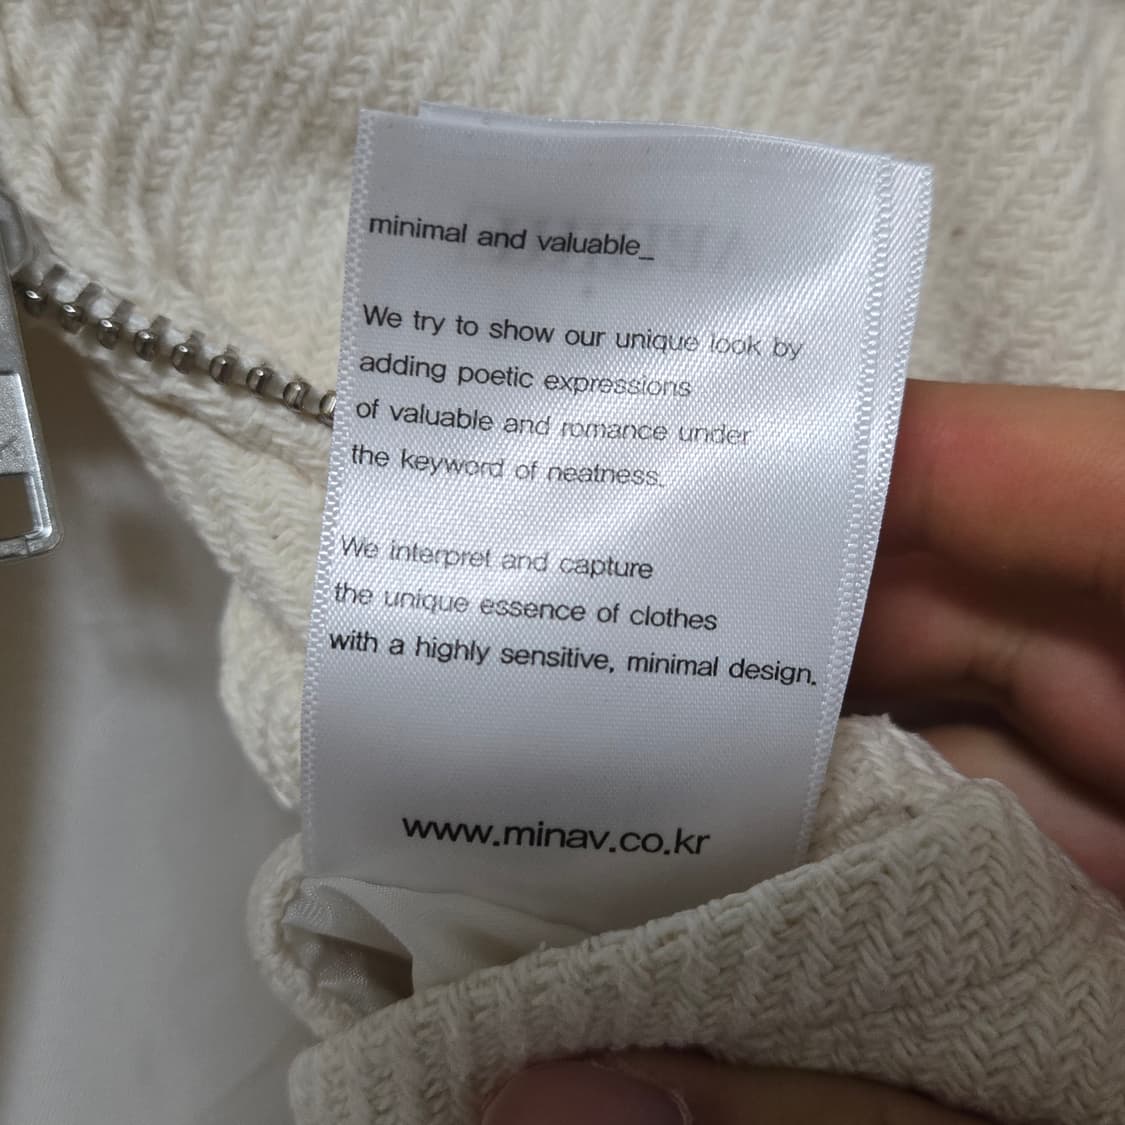 minimal and valuable_
We try to show our unique look by
adding poetic expressions
of valuable and romance under
the keyword of neatness.
We interpret and capture
the unique essence of clothes
with a highly sensitive, minimal design.
www.minav.co.kr